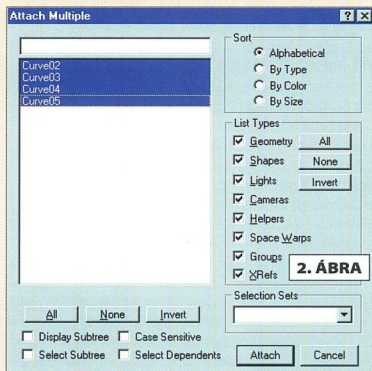 Attach Multiple
Curve02
Curve03
Curve04
Curve05
All None Invert
Display Subtree Case Sensitive
Select Subtree Select Dependents
Sort
Alphabetical
By Type
By Color
By Size
List Types
Geometry All
Shapes None
Lights Invert
Cameras
Helpers
Space Warps
Groups
XRefs
2. ÁBRA
Selection Sets
Attach Cancel